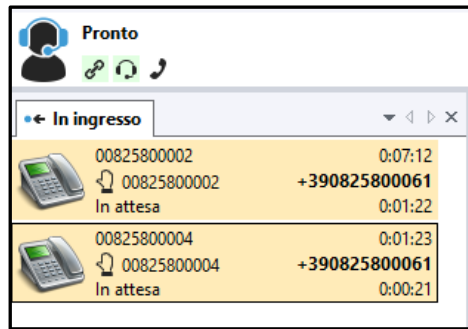 Pronto
In ingresso
00825800002 0:07:12
00825800002 +390825800061
In attesa 0:01:22
00825800004 0:01:23
00825800004 +390825800061
In attesa 0:00:21